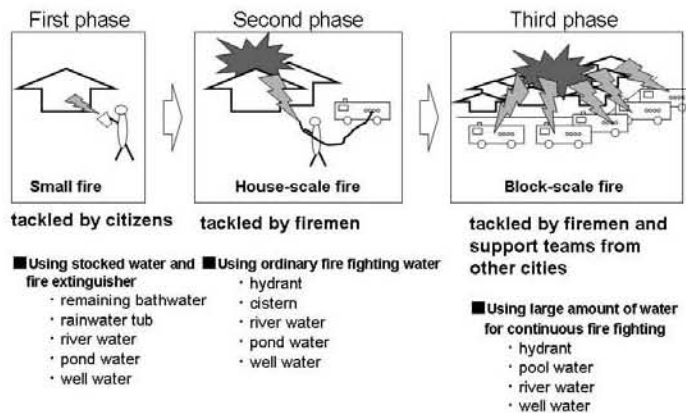 First phase
Second phase
Third phase
Small fire
House-scale fire
Block-scale fire
tackled by citizens
tackled by firemen
tackled by firemen and
support teams from
other cities
■Using stocked water and
fire extinguisher
・remaining bathwater
・rainwater tub
・river water
・pond water
・well water
■Using ordinary fire fighting water
・hydrant
・cistern
・river water
・pond water
・well water
■Using large amount of water
for continuous fire fighting
・hydrant
・pool water
・river water
・well water